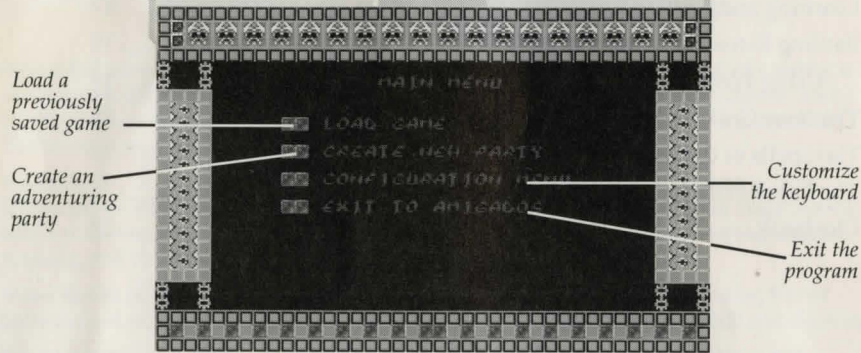 MAIN MENU
Load a
previously
saved game
LOAD GAME
CREATE NEW PARTY
CONFIGURATION MENU
EXIT TO AMIGADOS
Create an
adventuring
party
Customize
the keyboard
Exit the
program